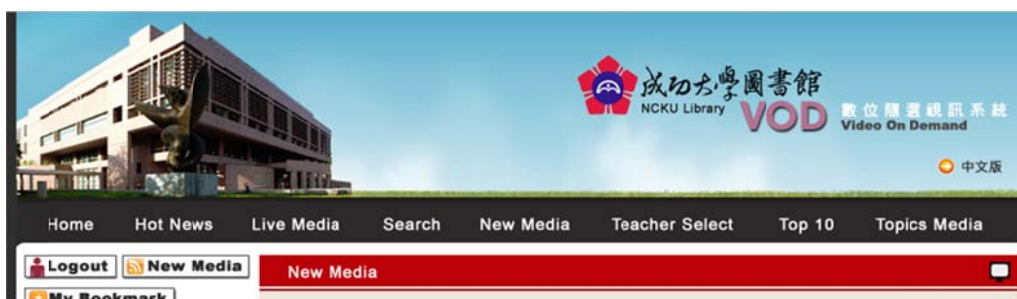 成功大學圖書館
NCKU Library
VOD
數位隨選視訊系統
Video On Demand
中文版
Home Hot News Live Media Search New Media Teacher Select Top 10 Topics Media
Logout New Media
New Media
My Bookmark